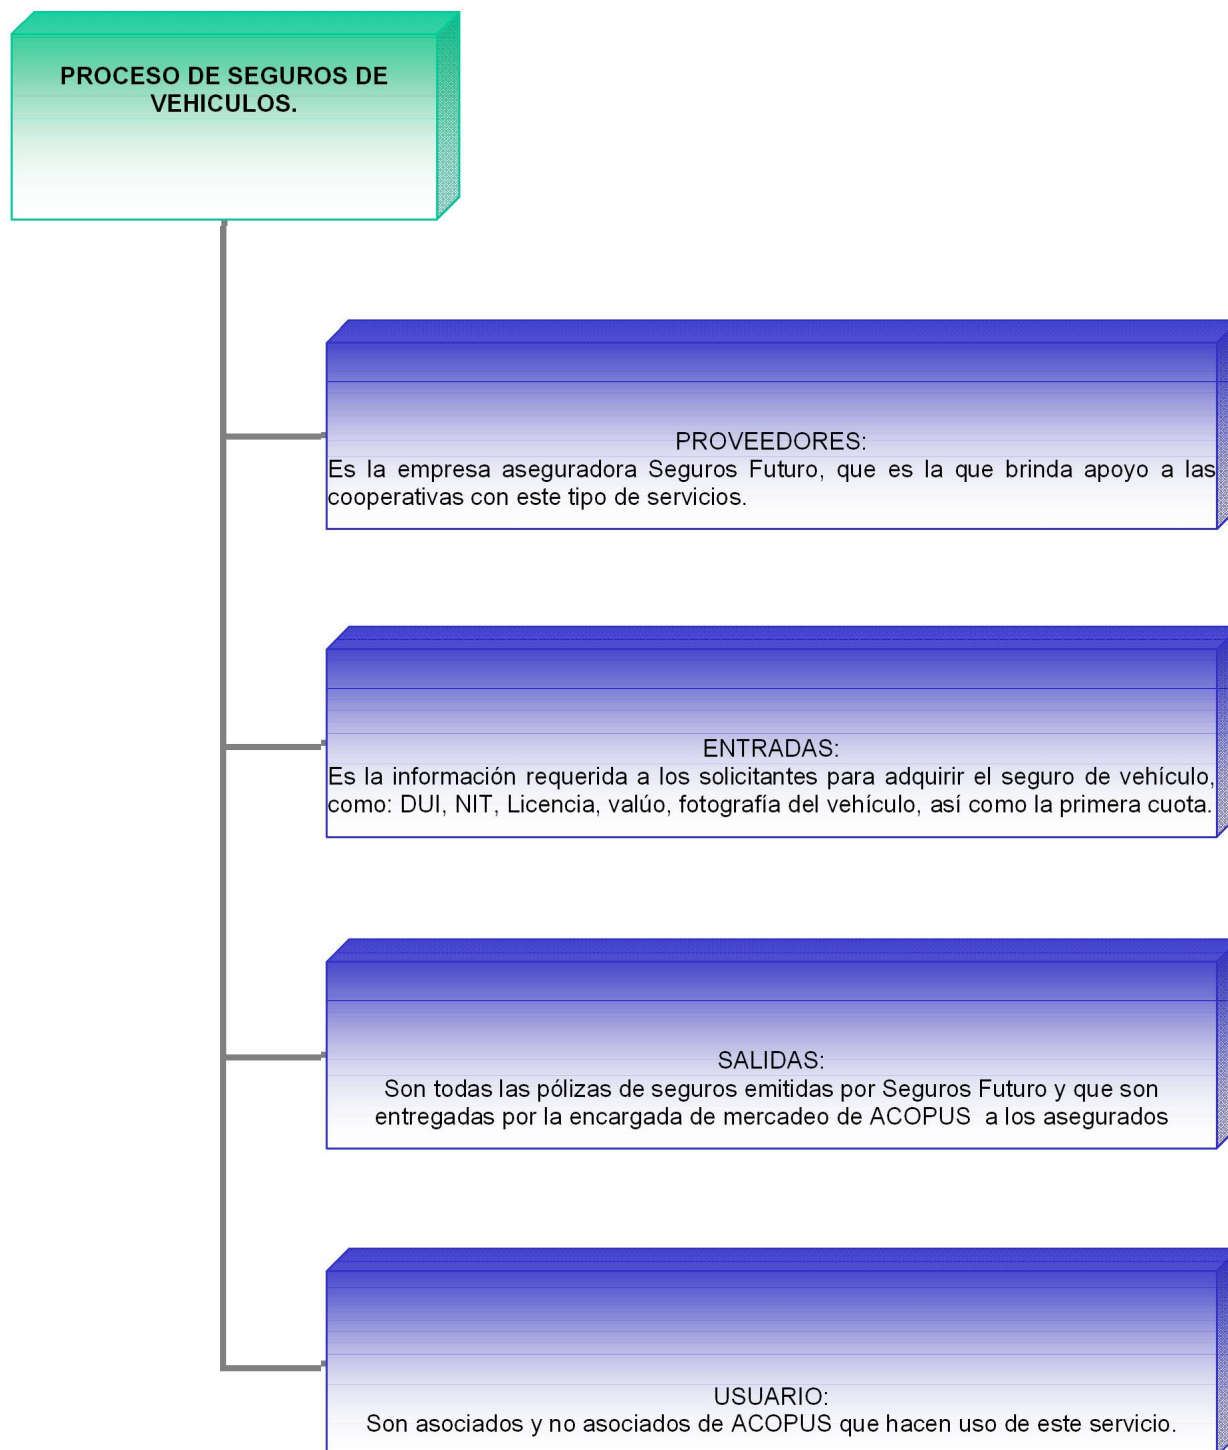 PROCESO DE SEGUROS DE
VEHICULOS.
PROVEEDORES:
Es la empresa aseguradora Seguros Futuro, que es la que brinda apoyo a las
cooperativas con este tipo de servicios.
ENTRADAS:
Es la información requerida a los solicitantes para adquirir el seguro de vehículo,
como: DUI, NIT, Licencia, valúo, fotografía del vehículo, así como la primera cuota.
SALIDAS:
Son todas las pólizas de seguros emitidas por Seguros Futuro y que son
entregadas por la encargada de mercadeo de ACOPUS  a los asegurados
USUARIO:
Son asociados y no asociados de ACOPUS que hacen uso de este servicio.